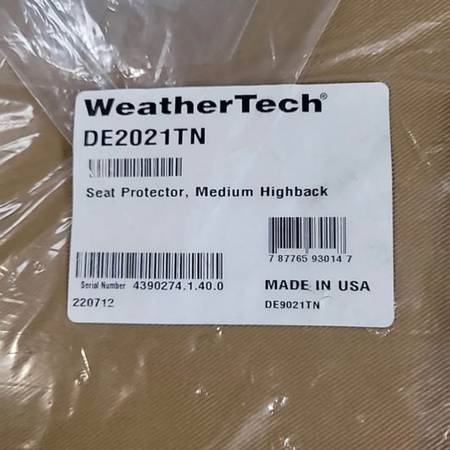 WeatherTech®
DE2021TN
Seat Protector, Medium Highback
7 87765 93014 7
Serial Number 4390274.1.40.0
MADE IN USA
220712
DE9021TN